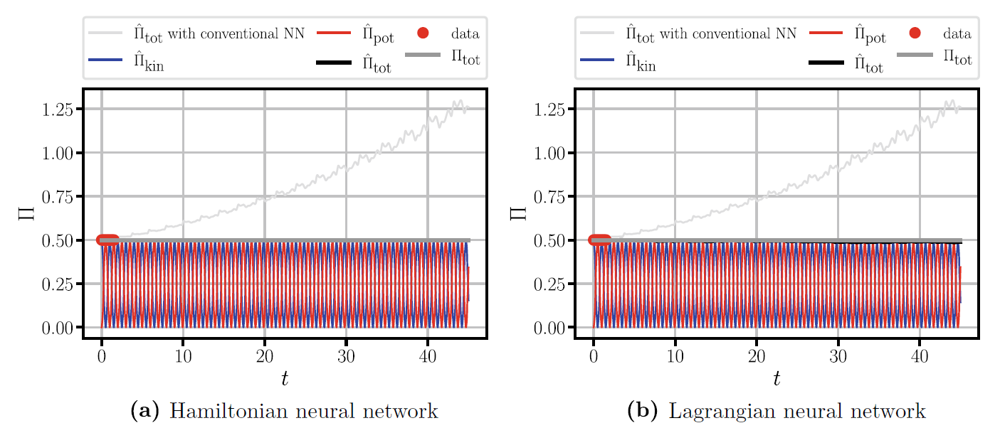 Π̂tot with conventional NN Π̂pot data
Π̂kin Π̂tot Πtot
Π̂tot with conventional NN Π̂pot data
Π̂kin Π̂tot Πtot
1.25
1.00
0.75
0.50
0.25
0.00
Π
0 10 20 30 40
t
1.25
1.00
0.75
0.50
0.25
0.00
Π
0 10 20 30 40
t
(a) Hamiltonian neural network
(b) Lagrangian neural network